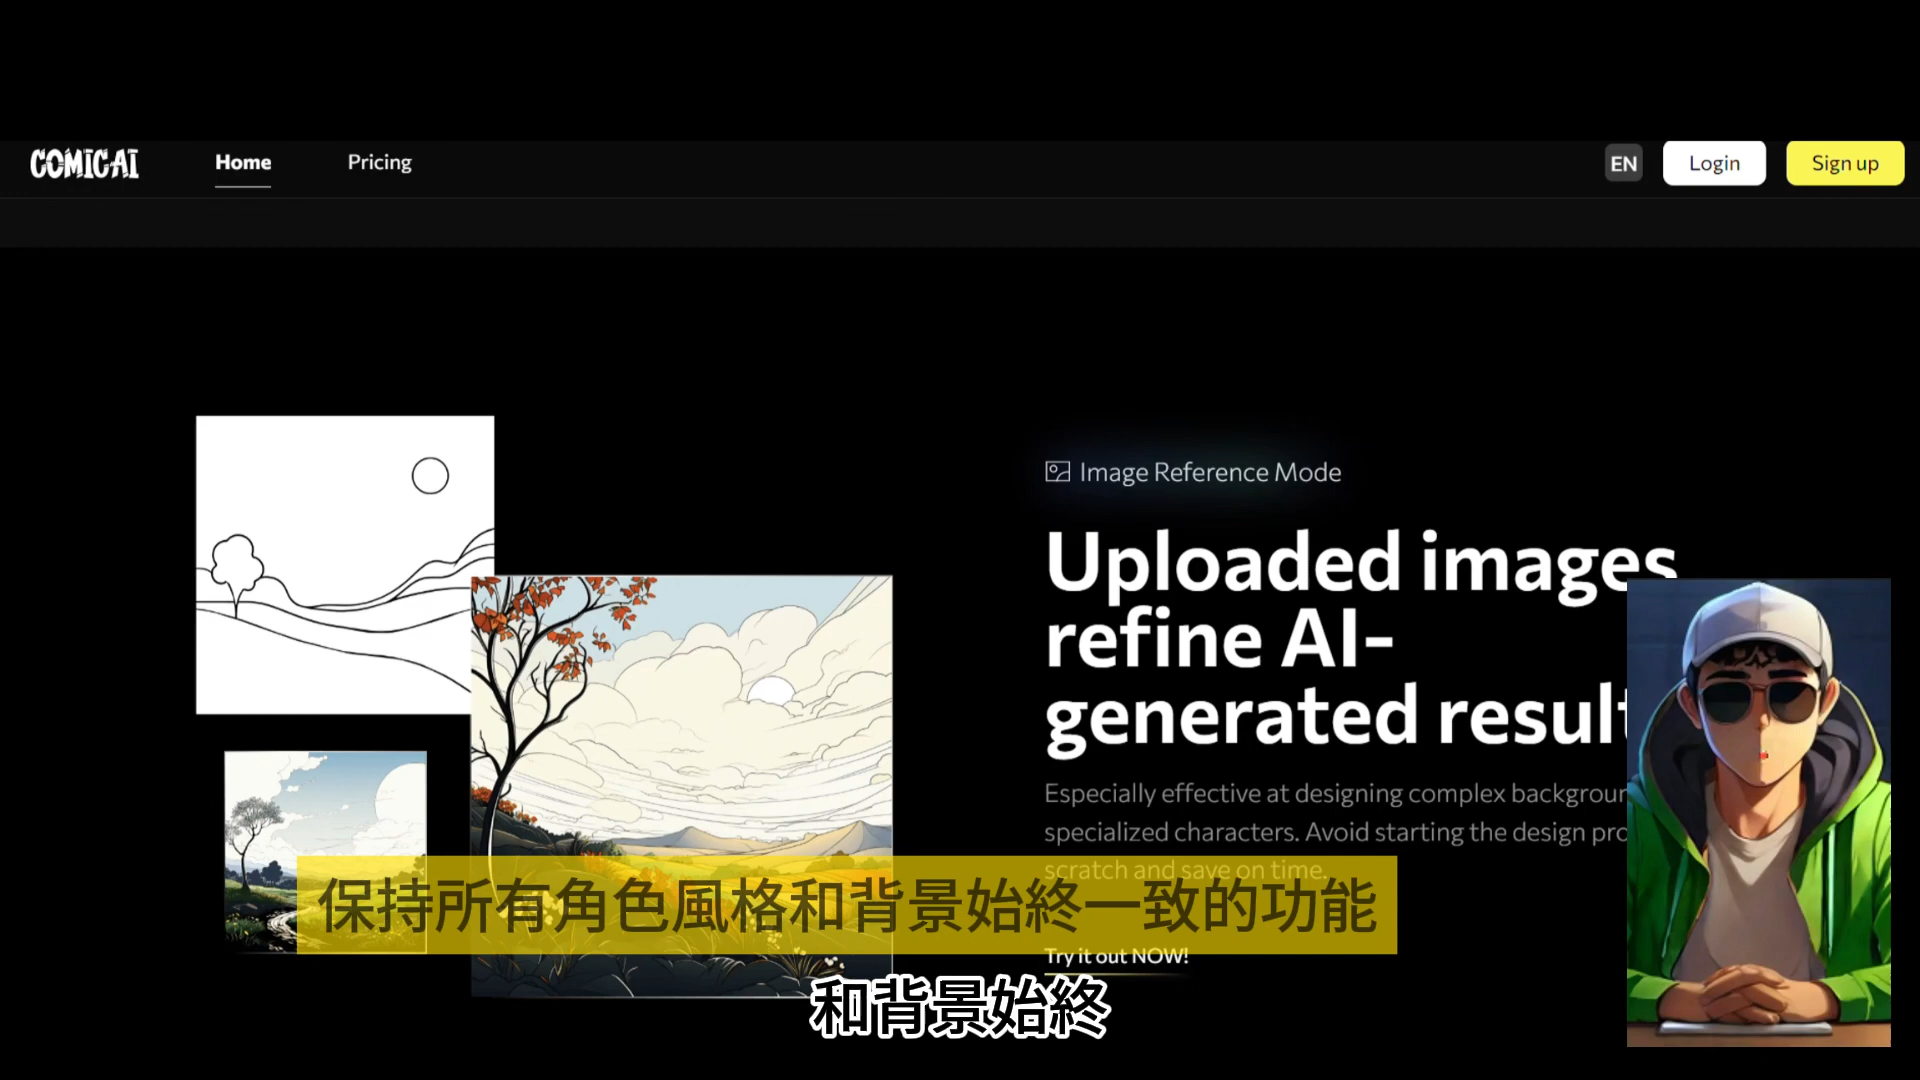 COMICAI
Home
Pricing
EN
Login
Sign up
Image Reference Mode
Uploaded images
refine AI-
generated result
Especially effective at designing complex
specialized characters. Avoid starting the design
scratch and save on time.
保持所有角色風格和背景始終一致的功能
Try it out NOW!
和背景始終